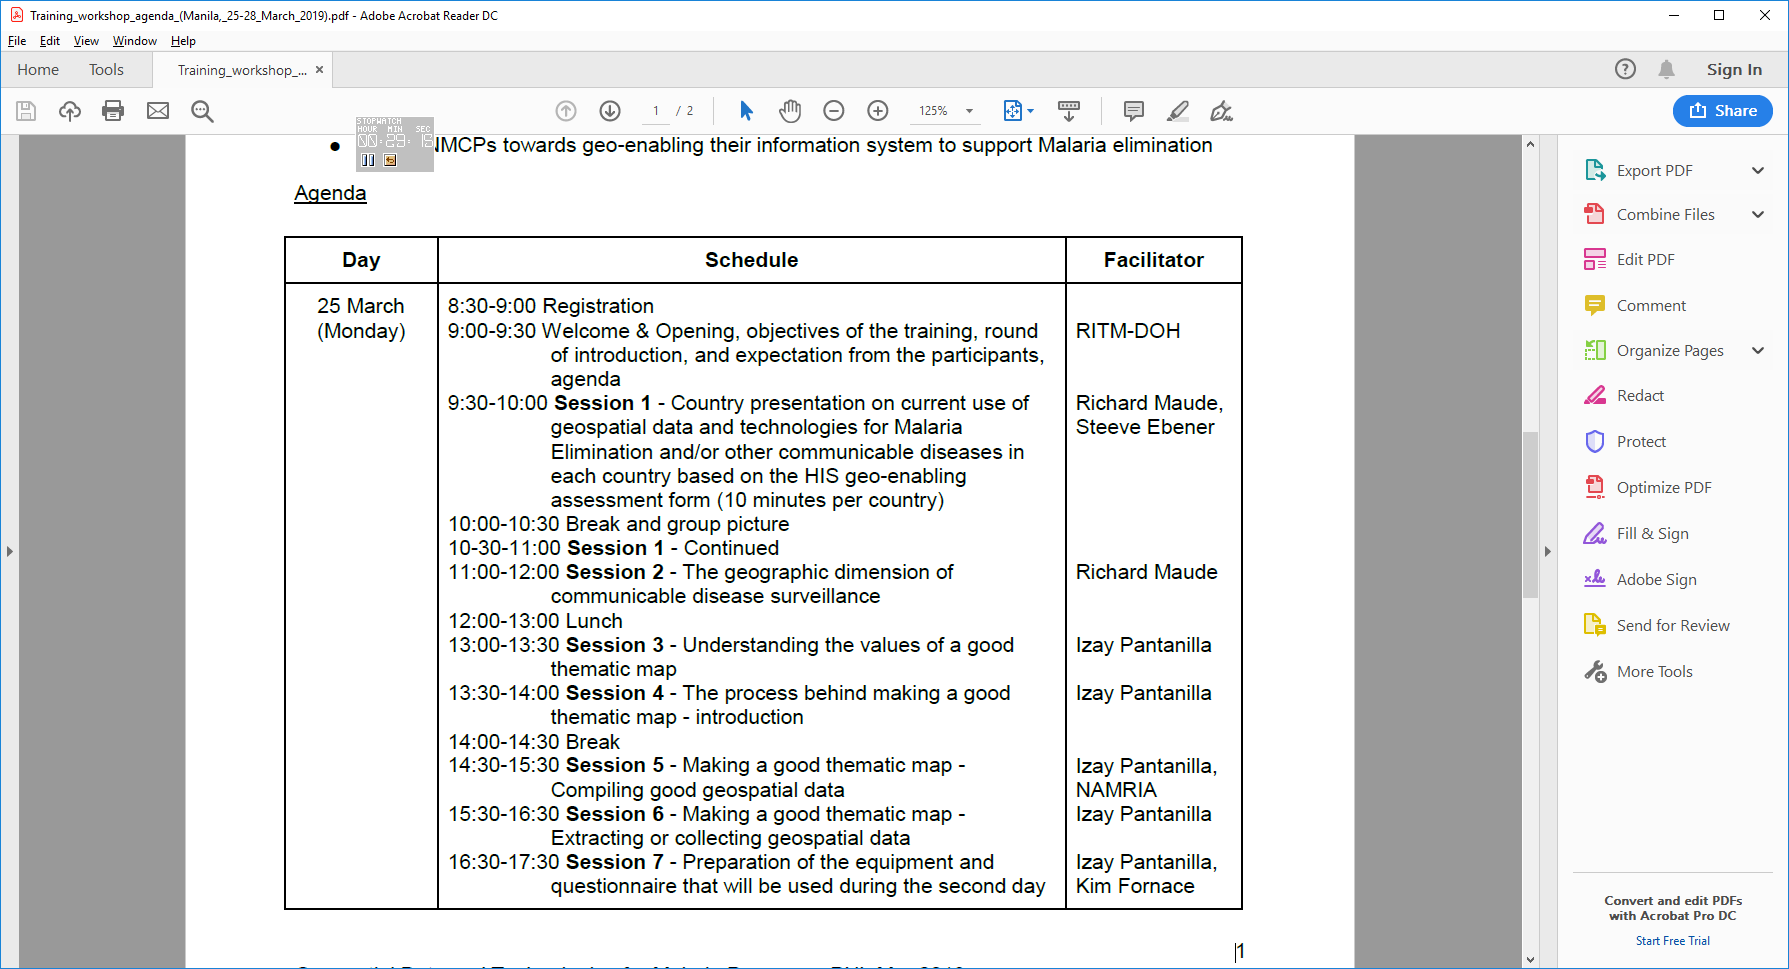 Training_workshop_agenda_(Manila,_25-28_March_2019).pdf - Adobe Acrobat Reader DC
File Edit View Window Help
Home Tools Training_workshop_... × Sign In
1 / 2 125% Share
STOPWATCH
HOUR MIN SEC
00:29:15
● NMCPs towards geo-enabling their information system to support Malaria elimination
Agenda
Day Schedule Facilitator
25 March 8:30-9:00 Registration
(Monday) 9:00-9:30 Welcome & Opening, objectives of the training, round RITM-DOH
of introduction, and expectation from the participants,
agenda
9:30-10:00 Session 1 - Country presentation on current use of Richard Maude,
geospatial data and technologies for Malaria Steeve Ebener
Elimination and/or other communicable diseases in
each country based on the HIS geo-enabling
assessment form (10 minutes per country)
10:00-10:30 Break and group picture
10-30-11:00 Session 1 - Continued
11:00-12:00 Session 2 - The geographic dimension of Richard Maude
communicable disease surveillance
12:00-13:00 Lunch
13:00-13:30 Session 3 - Understanding the values of a good Izay Pantanilla
thematic map
13:30-14:00 Session 4 - The process behind making a good Izay Pantanilla
thematic map - introduction
14:00-14:30 Break
14:30-15:30 Session 5 - Making a good thematic map - Izay Pantanilla,
Compiling good geospatial data NAMRIA
15:30-16:30 Session 6 - Making a good thematic map - Izay Pantanilla
Extracting or collecting geospatial data
16:30-17:30 Session 7 - Preparation of the equipment and Izay Pantanilla,
questionnaire that will be used during the second day Kim Fornace
1
Export PDF
Combine Files
Edit PDF
Comment
Organize Pages
Redact
Protect
Optimize PDF
Fill & Sign
Adobe Sign
Send for Review
More Tools
Convert and edit PDFs
with Acrobat Pro DC
Start Free Trial